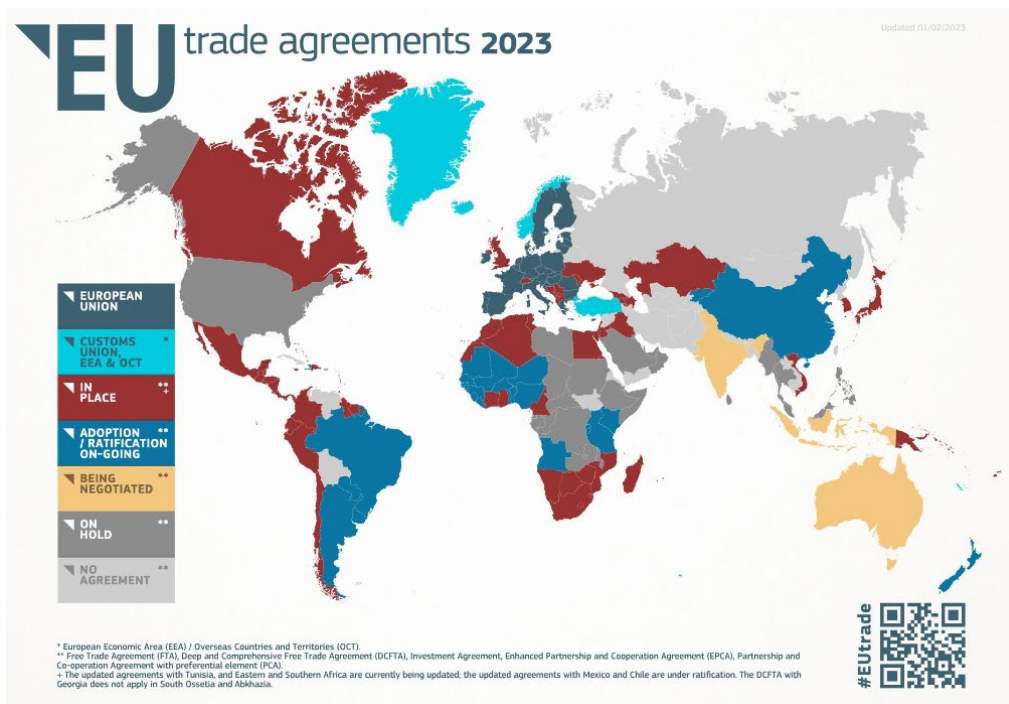 EU trade agreements 2023
Updated 01/02/2023
EUROPEAN
UNION
CUSTOMS *
UNION,
EEA & OCT
IN **
PLACE +
ADOPTION **
/ RATIFICATION
ON-GOING
BEING **
NEGOTIATED
ON **
HOLD
NO **
AGREEMENT
#EUtrade
* European Economic Area (EEA) / Overseas Countries and Territories (OCT).
** Free Trade Agreement (FTA), Deep and Comprehensive Free Trade Agreement (DCFTA), Investment Agreement, Enhanced Partnership and Cooperation Agreement (EPCA), Partnership and
Co-operation Agreement with preferential element (PCA).
+ The updated agreements with Tunisia, and Eastern and Southern Africa are currently being updated; the updated agreements with Mexico and Chile are under ratification. The DCFTA with
Georgia does not apply in South Ossetia and Abkhazia.